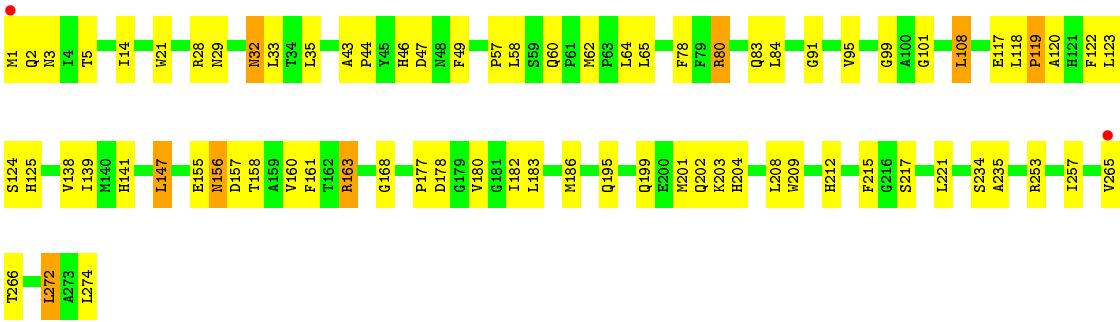 M1 Q2 N3 I4 T5 I14 W21 R28 N29 N32 L33 T34 L35 A43 P44 Y45 H46 D47 N48 F49 P57 L58 S59 Q60 P61 M62 P63 L64 L65 F78 F79 R80 Q83 L84 G91 V95 G99 A100 G101 L108 E117 L118 P119 A120 H121 F122 L123
S124 H125 V138 I139 M140 H141 L147 E155 N156 D157 T158 A159 V160 F161 T162 R163 G168 P177 D178 G179 V180 G181 I182 L183 M186 Q195 Q199 E200 M201 Q202 K203 H204 L208 W209 H212 F215 G216 S217 L221 S234 A235 R253 I257 V265
T266 L272 A273 L274